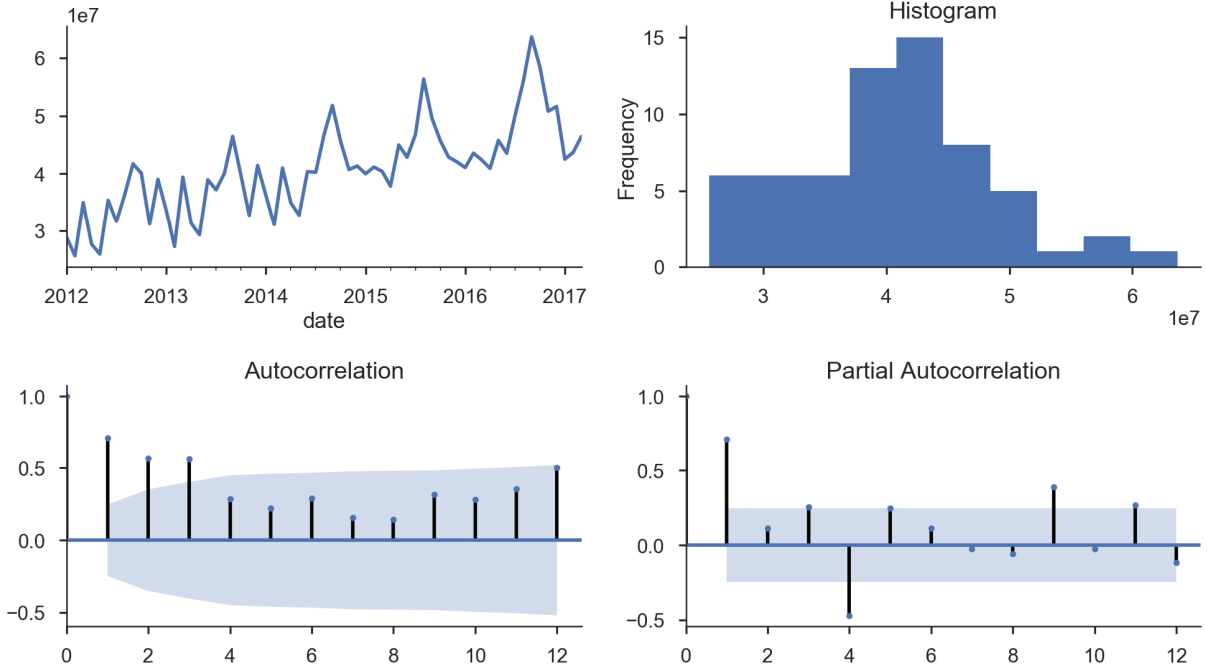 1e7
6
5
4
3
2012 2013 2014 2015 2016 2017
date
Histogram
Frequency
15
10
5
0
3 4 5 6
1e7
Autocorrelation
1.0
0.5
0.0
−0.5
0 2 4 6 8 10 12
Partial Autocorrelation
1.0
0.5
0.0
−0.5
0 2 4 6 8 10 12